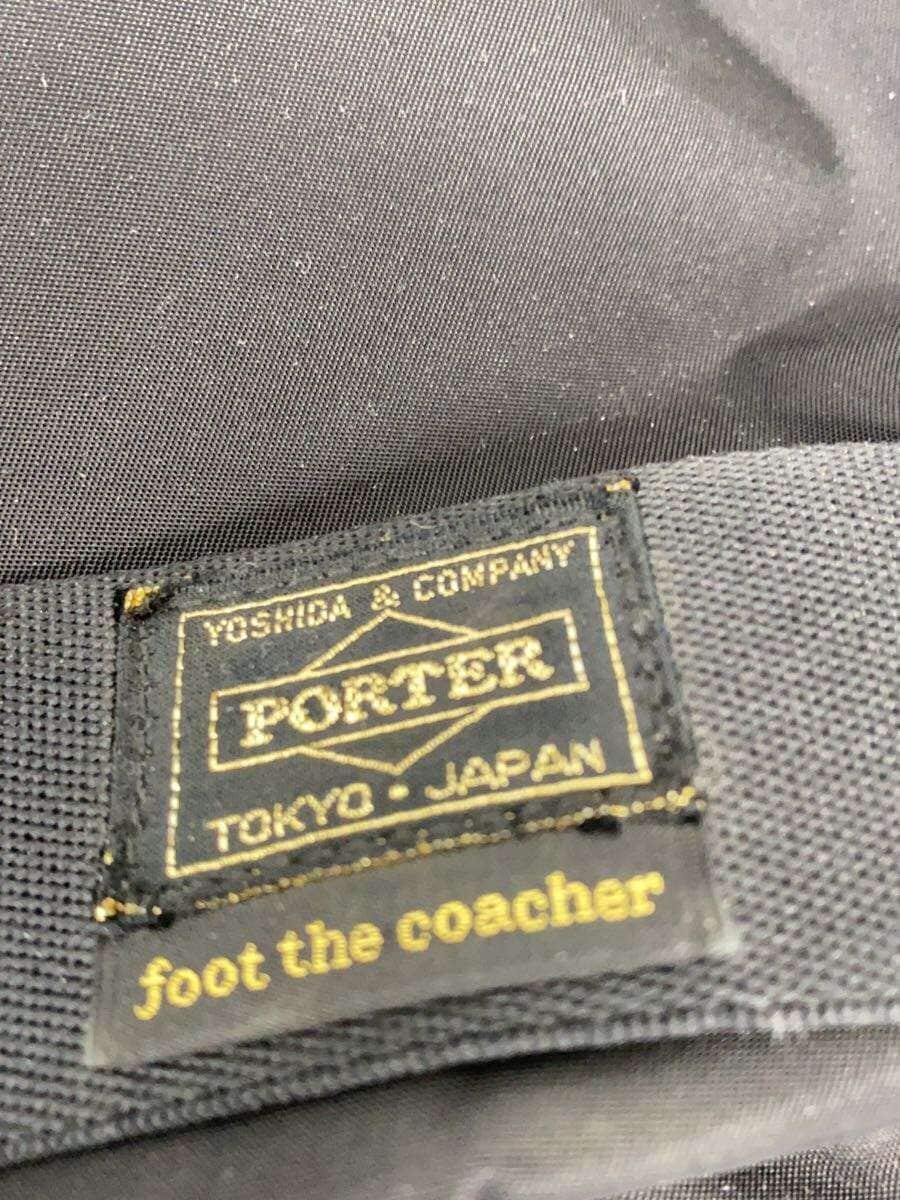 YOSHIDA & COMPANY
PORTER
TOKYO · JAPAN
foot the coacher